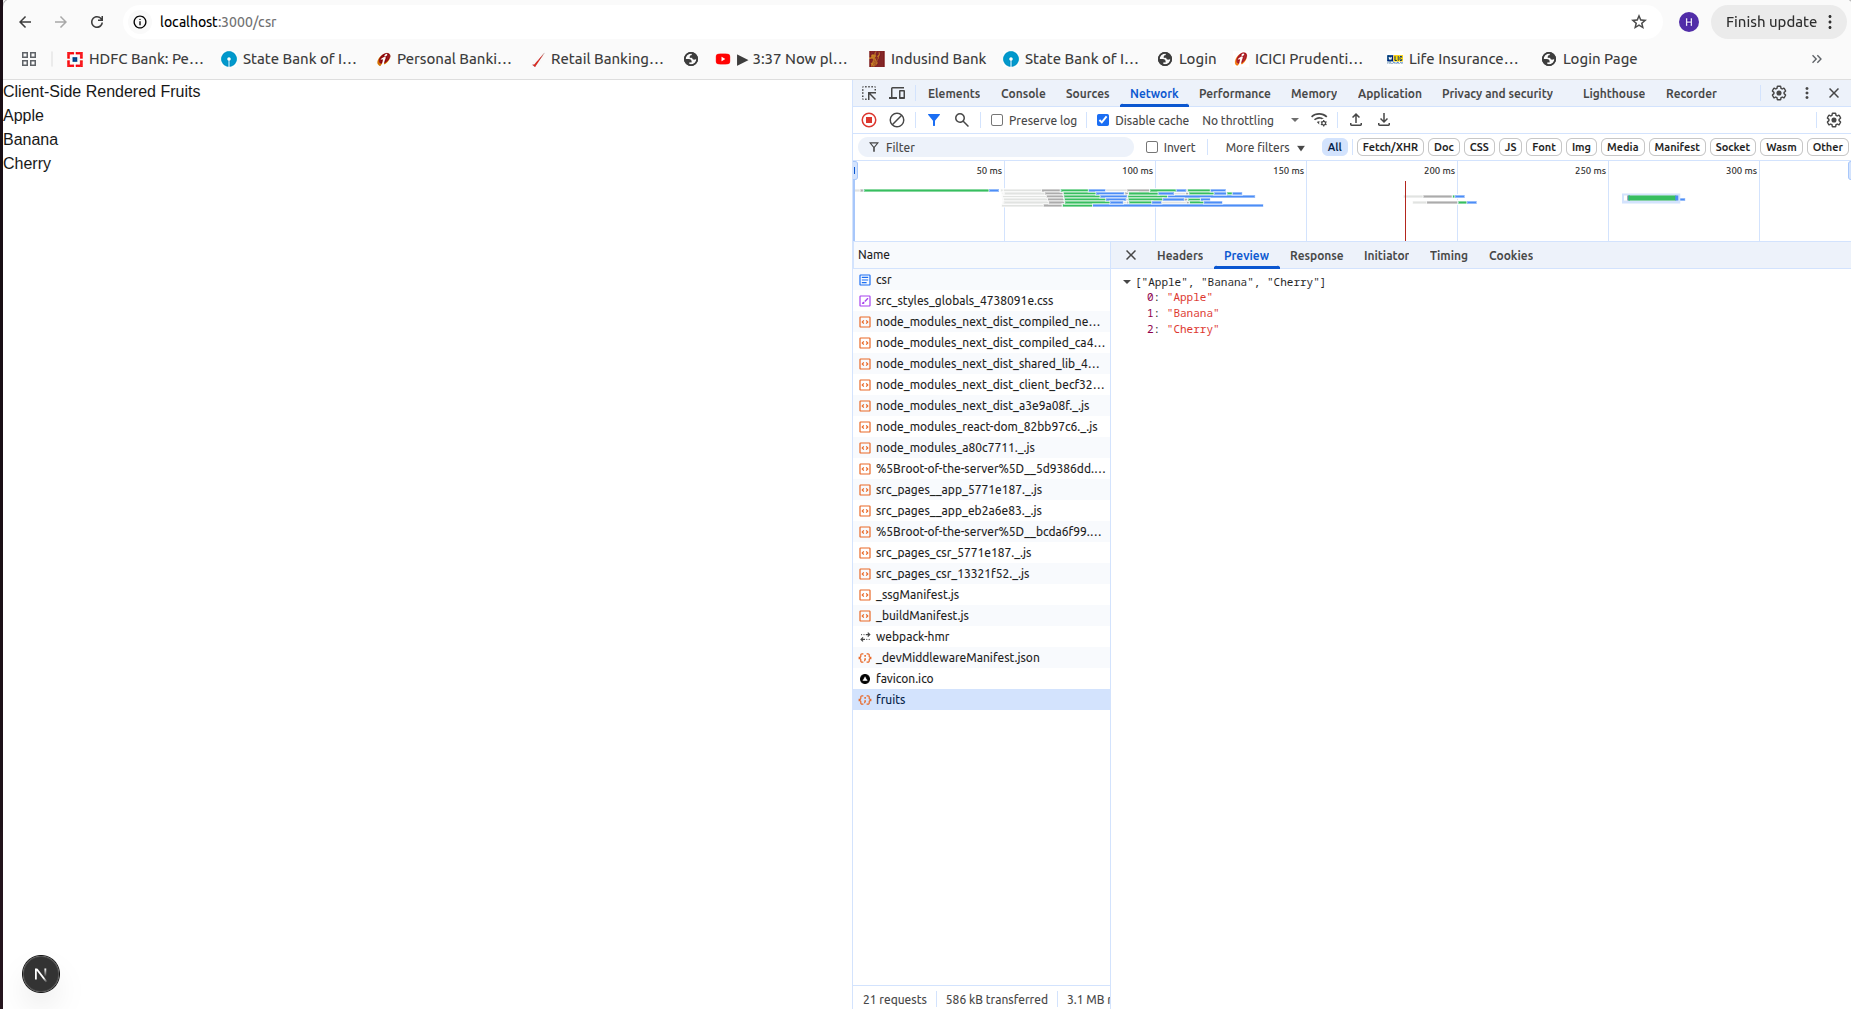 localhost:3000/csr
H
Finish update
HDFC Bank: Pe...
State Bank of I...
Personal Banki...
Retail Banking...
▶ 3:37 Now pl...
Indusind Bank
State Bank of I...
Login
ICICI Prudenti...
LIC
Life Insurance...
Login Page
»
Client-Side Rendered Fruits
Apple
Banana
Cherry
Elements Console Sources Network Performance Memory Application Privacy and security Lighthouse Recorder
Preserve log Disable cache No throttling
Filter Invert More filters All Fetch/XHR Doc CSS JS Font Img Media Manifest Socket Wasm Other
50 ms 100 ms 150 ms 200 ms 250 ms 300 ms
Name
csr
src_styles_globals_4738091e.css
node_modules_next_dist_compiled_ne...
node_modules_next_dist_compiled_ca4...
node_modules_next_dist_shared_lib_4...
node_modules_next_dist_client_becf32...
node_modules_next_dist_a3e9a08f._.js
node_modules_react-dom_82bb97c6._.js
node_modules_a80c7711._.js
%5Broot-of-the-server%5D__5d9386dd....
src_pages__app_5771e187._.js
src_pages__app_eb2a6e83._.js
%5Broot-of-the-server%5D__bcda6f99....
src_pages_csr_5771e187._.js
src_pages_csr_13321f52._.js
_ssgManifest.js
_buildManifest.js
webpack-hmr
_devMiddlewareManifest.json
favicon.ico
fruits
Headers Preview Response Initiator Timing Cookies
["Apple", "Banana", "Cherry"]
0: "Apple"
1: "Banana"
2: "Cherry"
N
21 requests 586 kB transferred 3.1 MB r